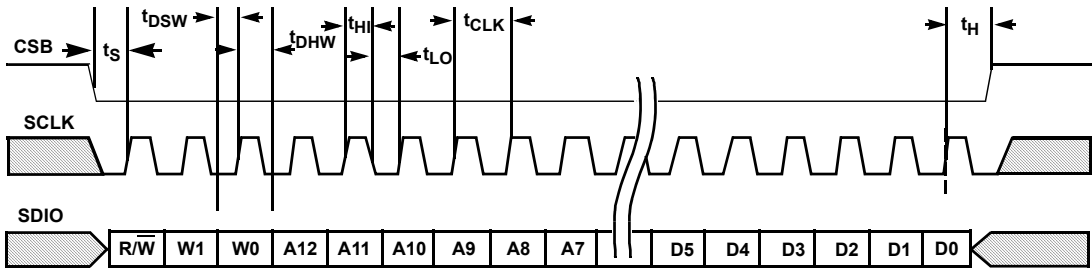 tDSW tHI tCLK tH
CSB tS tDHW tLO
SCLK
SDIO
R/W̅ W1 W0 A12 A11 A10 A9 A8 A7 D5 D4 D3 D2 D1 D0